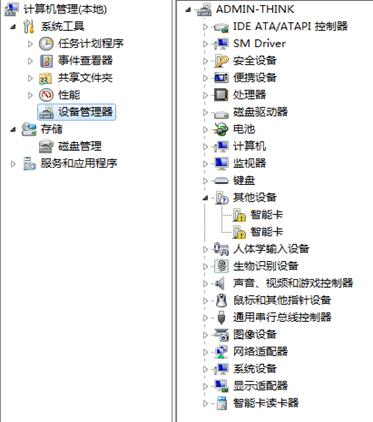 计算机管理(本地)
系统工具
任务计划程序
事件查看器
共享文件夹
性能
设备管理器
存储
磁盘管理
服务和应用程序
ADMIN-THINK
IDE ATA/ATAPI 控制器
SM Driver
安全设备
便携设备
处理器
磁盘驱动器
电池
计算机
监视器
键盘
其他设备
智能卡
智能卡
人体学输入设备
生物识别设备
声音、视频和游戏控制器
鼠标和其他指针设备
通用串行总线控制器
图像设备
网络适配器
系统设备
显示适配器
智能卡读卡器